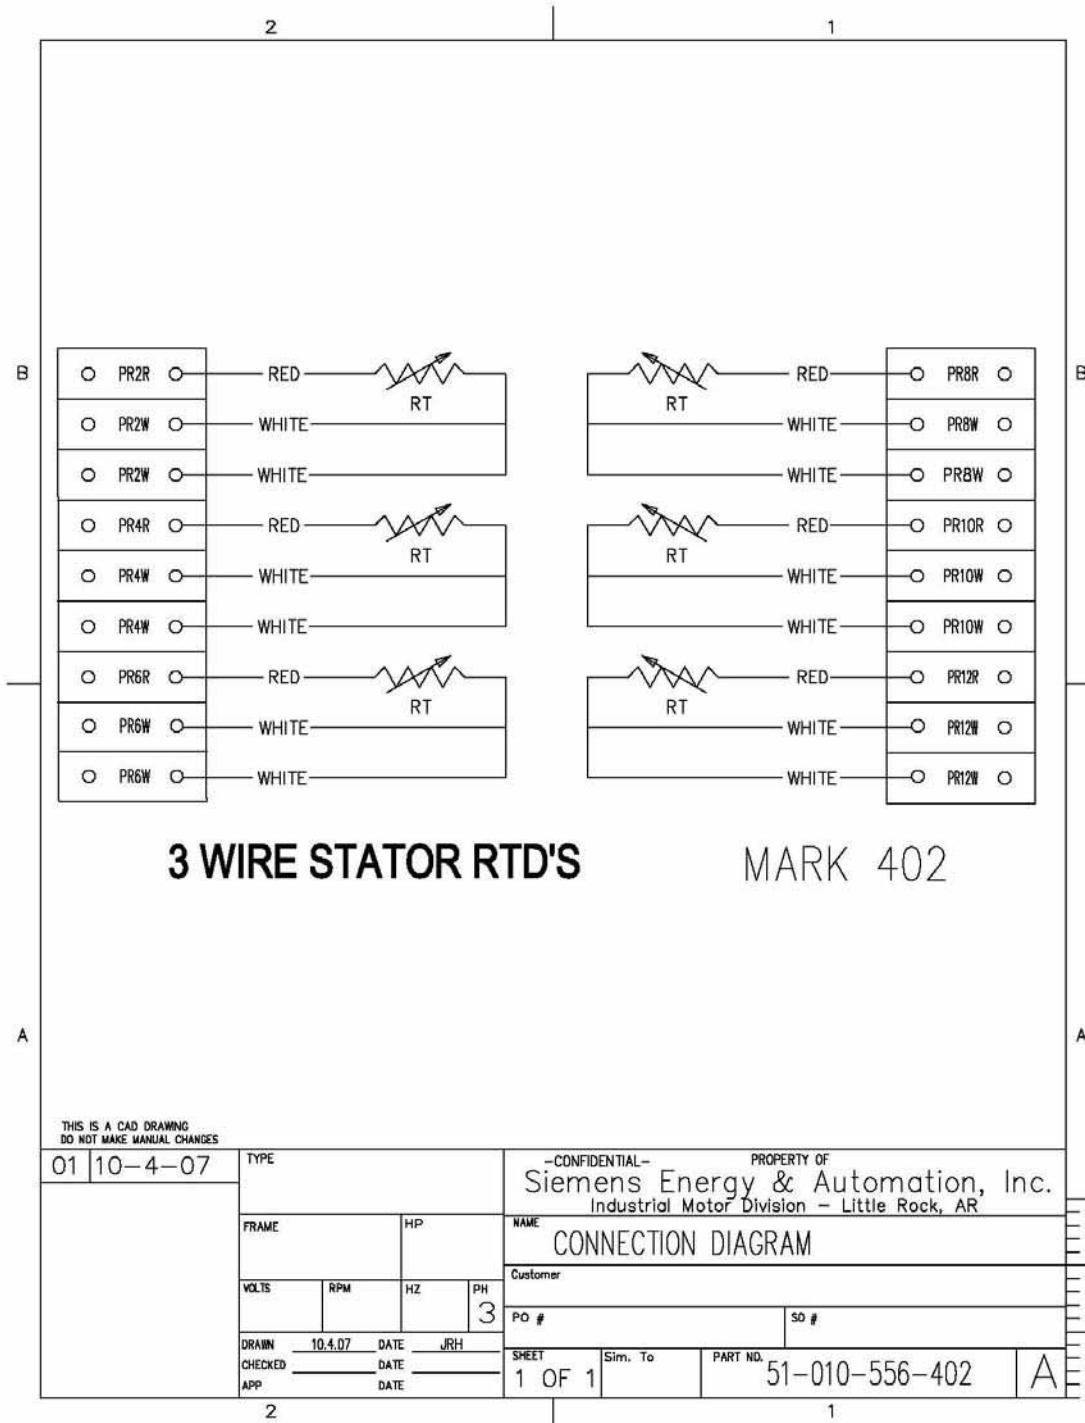 2 1
B B
PR2R RED RT RT RED PR8R
PR2W WHITE WHITE PR8W
PR2W WHITE WHITE PR8W
PR4R RED RT RT RED PR10R
PR4W WHITE WHITE PR10W
PR4W WHITE WHITE PR10W
PR6R RED RT RT RED PR12R
PR6W WHITE WHITE PR12W
PR6W WHITE WHITE PR12W
3 WIRE STATOR RTD'S MARK 402
A A
THIS IS A CAD DRAWING
DO NOT MAKE MANUAL CHANGES
01 10-4-07
TYPE
FRAME HP
VOLTS RPM HZ PH
3
DRAWN 10.4.07 DATE JRH
CHECKED DATE
APP DATE
-CONFIDENTIAL- PROPERTY OF
Siemens Energy & Automation, Inc.
Industrial Motor Division - Little Rock, AR
NAME
CONNECTION DIAGRAM
Customer
PO # SO #
SHEET
1 OF 1
Sim. To
PART NO. 51-010-556-402 A
2 1